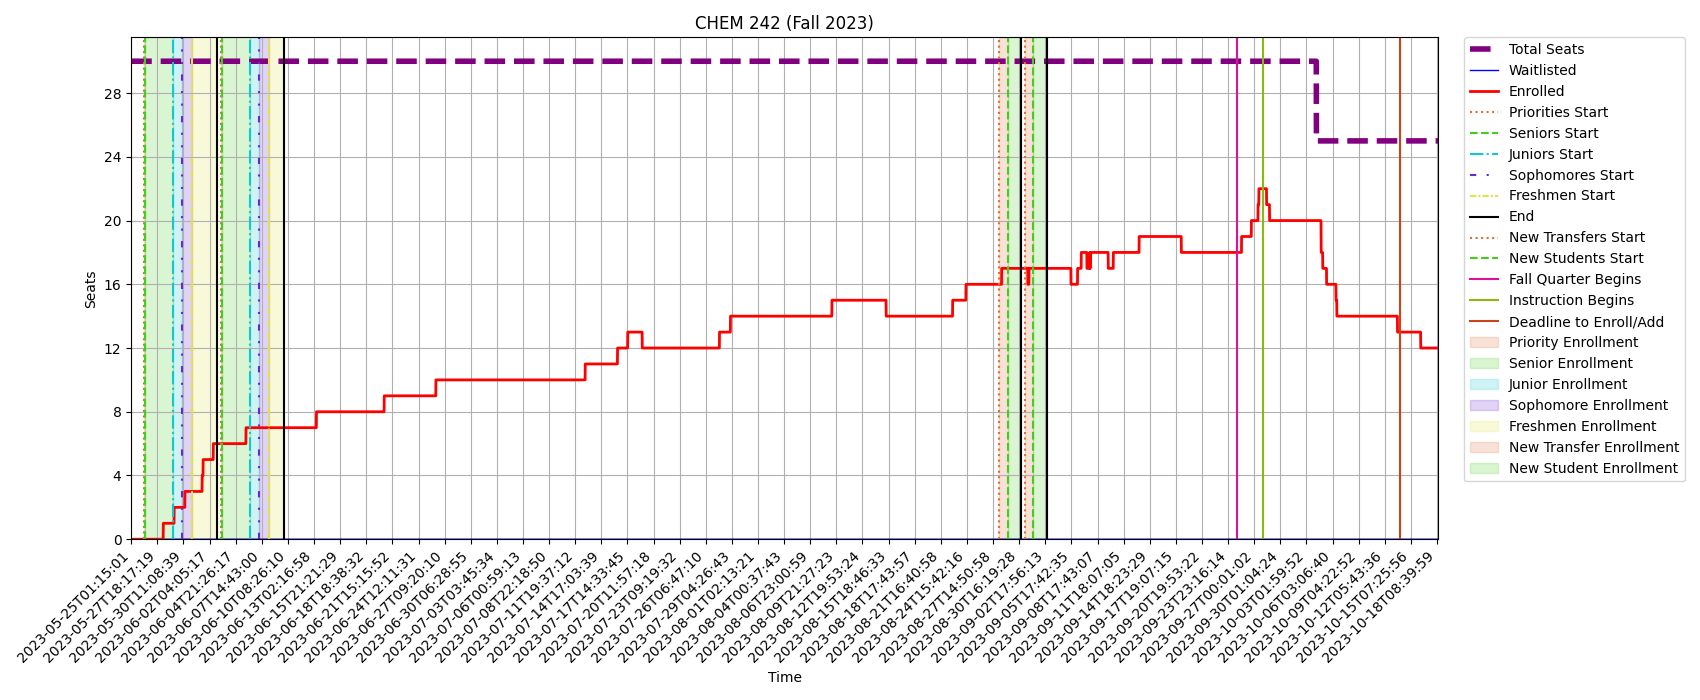 CHEM 242 (Fall 2023)
Seats
28
24
20
16
12
8
4
0
2023-05-25T01:15:01
2023-05-27T18:17:19
2023-05-30T11:08:39
2023-06-02T04:05:17
2023-06-04T21:26:17
2023-06-07T14:43:00
2023-06-10T08:26:10
2023-06-13T02:16:58
2023-06-15T21:21:29
2023-06-18T18:38:32
2023-06-21T15:15:52
2023-06-24T12:11:31
2023-06-27T09:20:10
2023-06-30T06:28:55
2023-07-03T03:45:34
2023-07-06T00:59:13
2023-07-08T22:18:50
2023-07-11T19:37:12
2023-07-14T17:03:39
2023-07-17T14:33:45
2023-07-20T11:57:18
2023-07-23T09:19:32
2023-07-26T06:47:10
2023-07-29T04:26:43
2023-08-01T02:13:21
2023-08-04T00:37:43
2023-08-06T23:00:59
2023-08-09T21:27:23
2023-08-12T19:53:24
2023-08-15T18:46:33
2023-08-18T17:43:57
2023-08-21T16:40:58
2023-08-24T15:42:16
2023-08-27T14:50:58
2023-08-30T16:19:28
2023-09-02T17:56:13
2023-09-05T17:42:35
2023-09-08T17:43:07
2023-09-11T18:07:05
2023-09-14T18:23:29
2023-09-17T19:07:15
2023-09-20T19:53:22
2023-09-23T23:16:14
2023-09-27T00:01:02
2023-09-30T01:04:24
2023-10-03T01:59:52
2023-10-06T03:06:40
2023-10-09T04:22:52
2023-10-12T05:43:36
2023-10-15T07:25:56
2023-10-18T08:39:59
Time
Total Seats
Waitlisted
Enrolled
Priorities Start
Seniors Start
Juniors Start
Sophomores Start
Freshmen Start
End
New Transfers Start
New Students Start
Fall Quarter Begins
Instruction Begins
Deadline to Enroll/Add
Priority Enrollment
Senior Enrollment
Junior Enrollment
Sophomore Enrollment
Freshmen Enrollment
New Transfer Enrollment
New Student Enrollment